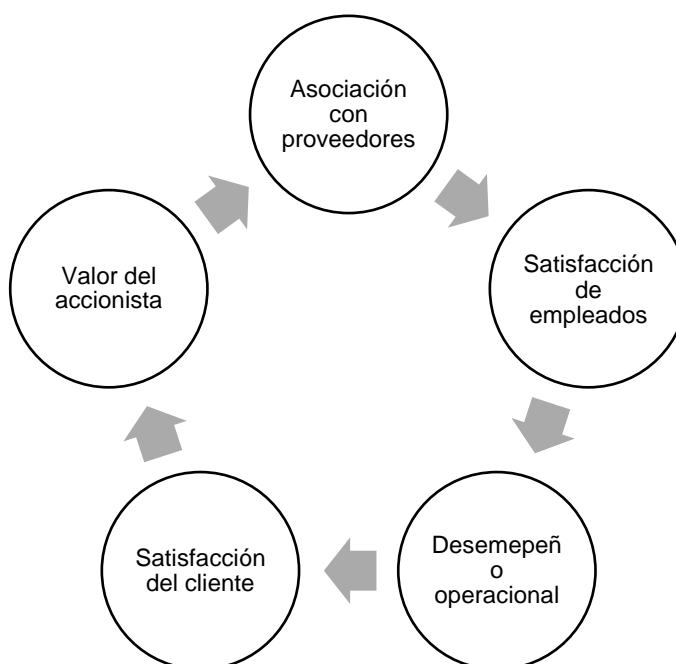 Asociación
con
proveedores
Satisfacción
de
empleados
Desemepeñ
o
operacional
Satisfacción
del cliente
Valor del
accionista